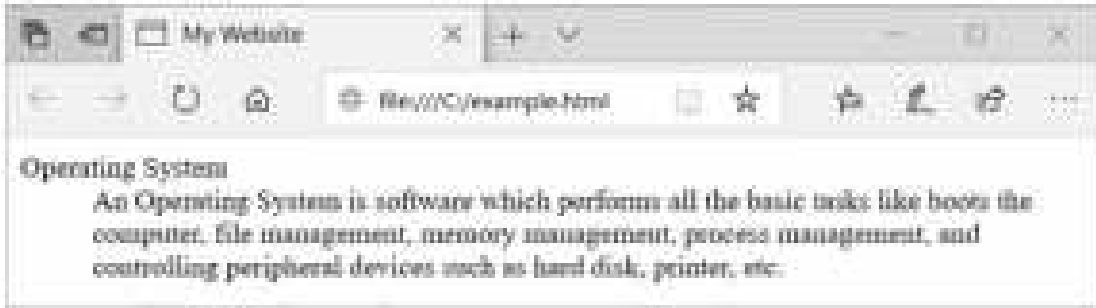 My Website
file:///C:/example.html
Operating System
An Operating System is software which performs all the basic tasks like boots the
computer, file management, memory management, process management, and
controlling peripheral devices such as hard disk, printer, etc.